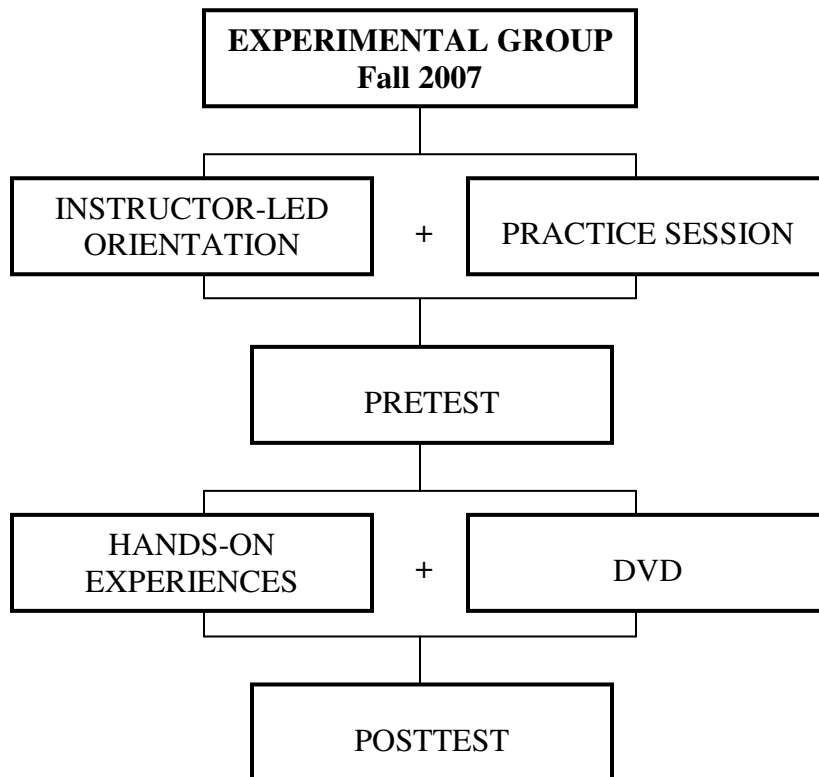 EXPERIMENTAL GROUP
Fall 2007
INSTRUCTOR-LED
ORIENTATION
+
PRACTICE SESSION
PRETEST
HANDS-ON
EXPERIENCES
+
DVD
POSTTEST